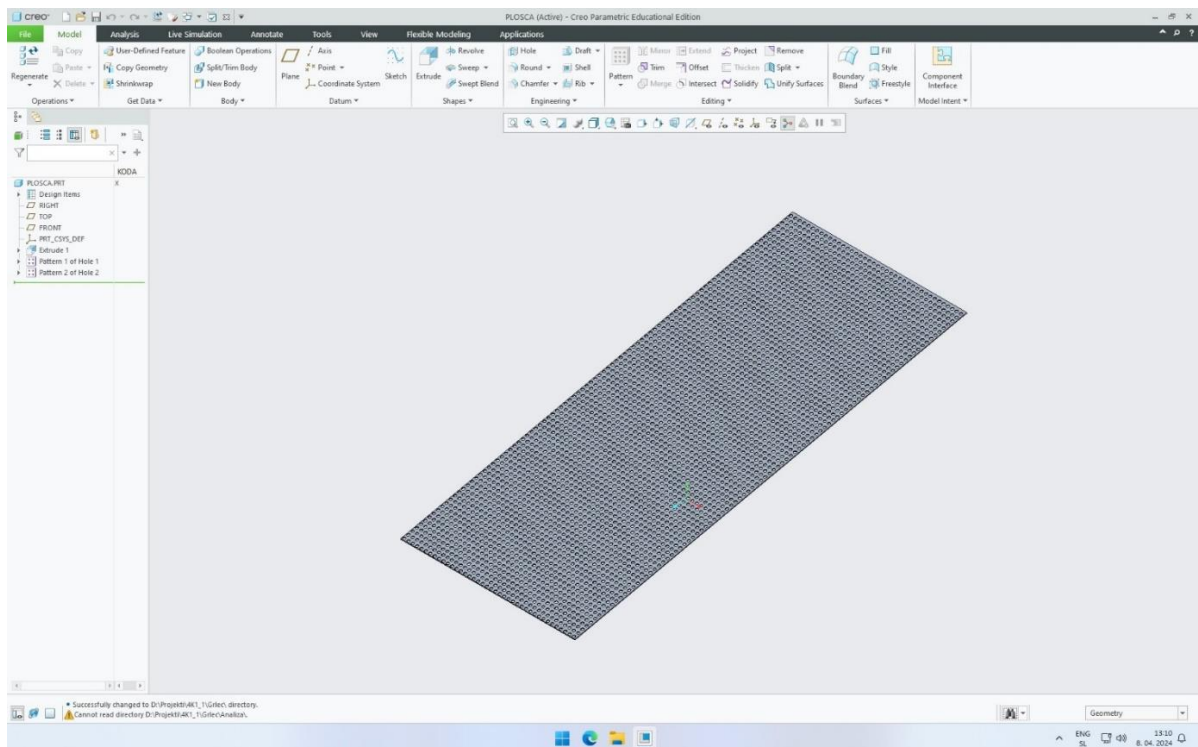 creo PLOSCA (Active) - Creo Parametric Educational Edition
File Model Analysis Live Simulation Annotate Tools View Flexible Modeling Applications
Regenerate
Copy
Paste
Delete
Operations
User-Defined Feature
Copy Geometry
Shrinkwrap
Get Data
Boolean Operations
Split/Trim Body
New Body
Body
Plane
Axis
Point
Coordinate System
Datum
Sketch
Extrude
Revolve
Sweep
Swept Blend
Shapes
Hole
Round
Chamfer
Draft
Shell
Rib
Engineering
Pattern
Mirror Extend Project Remove
Trim Offset Thicken Split
Merge Intersect Solidify Unify Surfaces
Editing
Boundary Blend
Fill
Style
Freestyle
Surfaces
Component Interface
Model Intent
KODA
PLOSCA.PRT X
Design Items
RIGHT
TOP
FRONT
PRT_CSYS_DEF
Extrude 1
Pattern 1 of Hole 1
Pattern 2 of Hole 2
Successfully changed to D:\Projekti\4K1_1\Grlec\ directory.
Cannot read directory D:\Projekti\4K1_1\Grlec\Analiza\.
Geometry
ENG
SL
13:10
8. 04. 2024